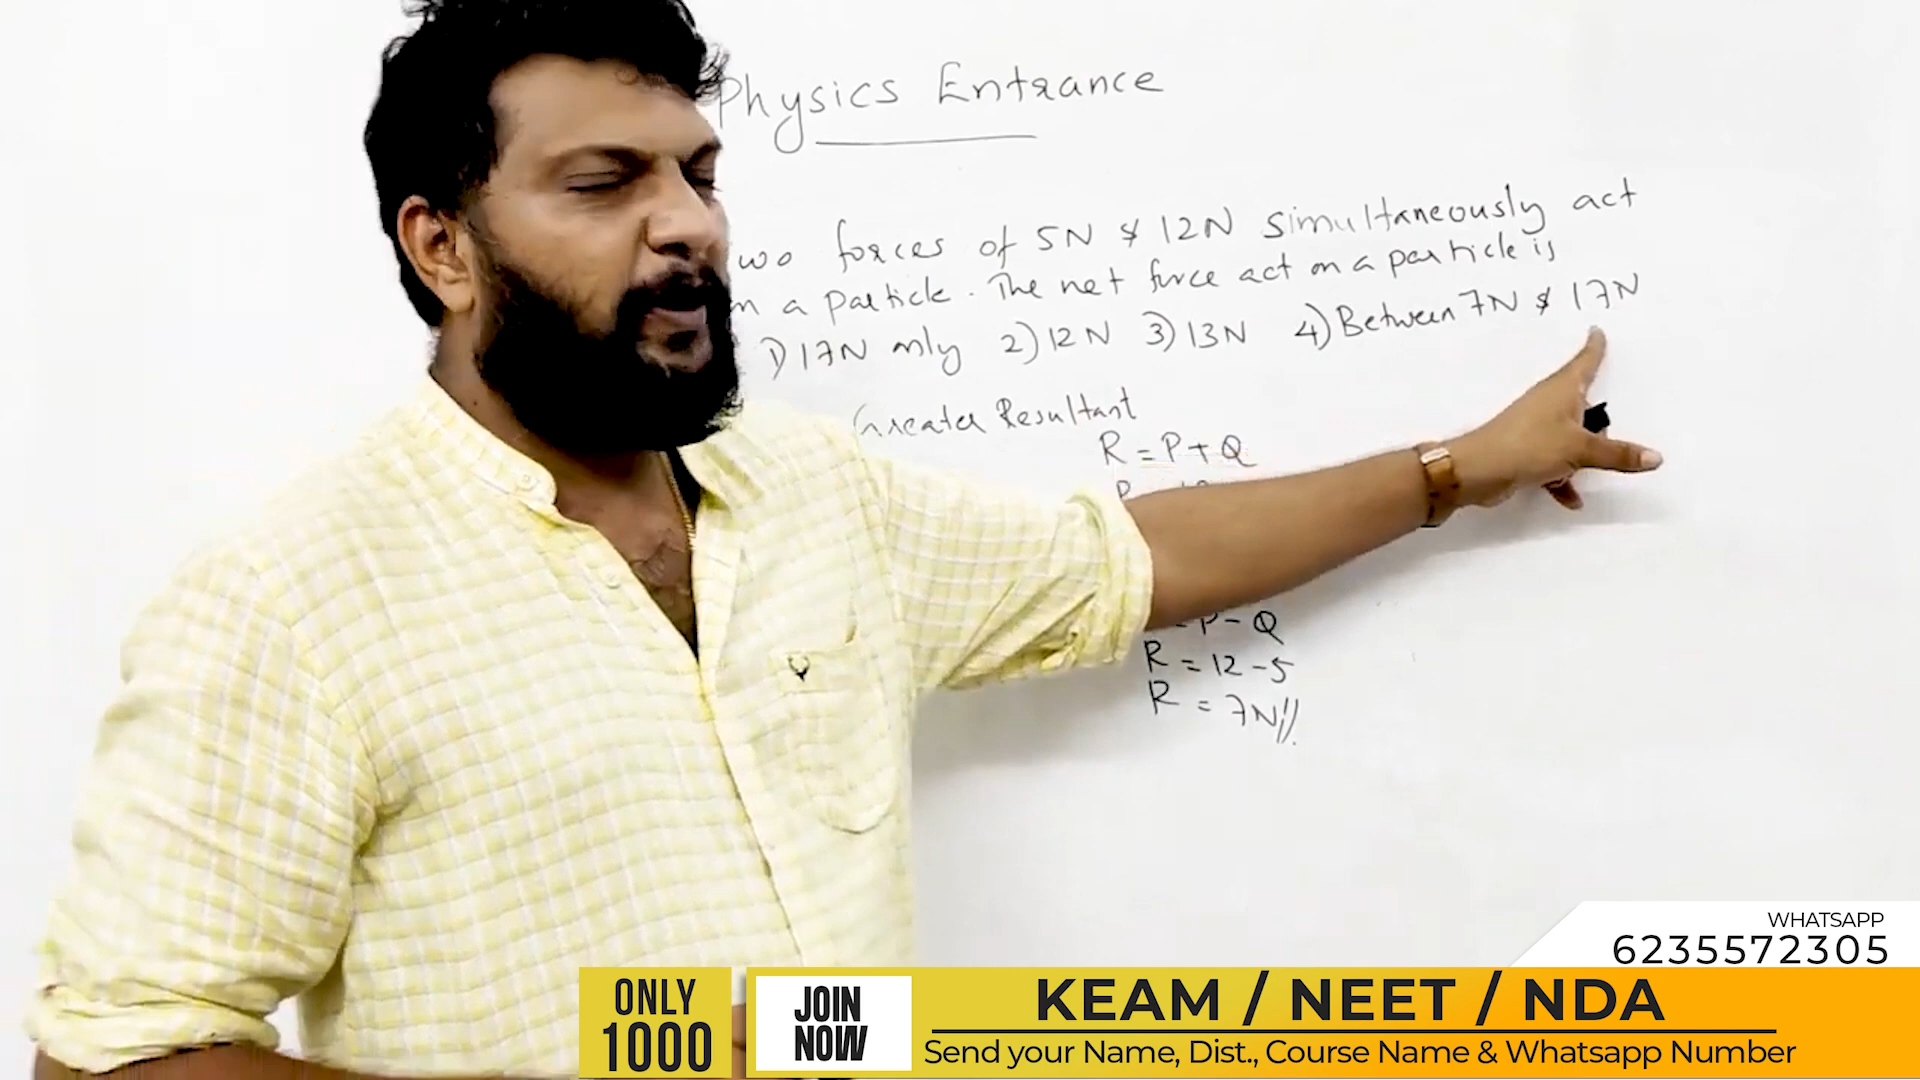 Physics Entrance
wo forces of 5N & 12N simultaneously act
n a particle. The net force act on a particle is
1) 17N only 2) 12N 3) 13N 4) Between 7N & 17N
Greater Resultant
R = P + Q
= P - Q
R = 12 - 5
R = 7N//
WHATSAPP
6235572305
ONLY
1000
JOIN
NOW
KEAM / NEET / NDA
Send your Name, Dist., Course Name & Whatsapp Number